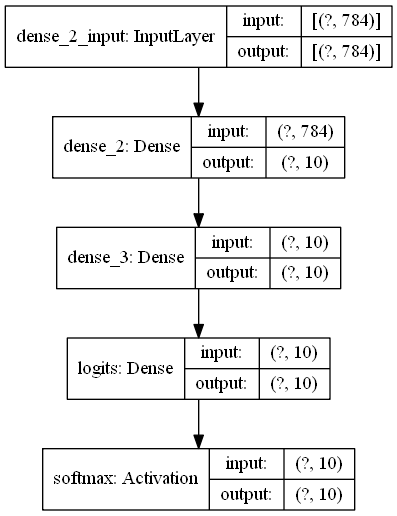 dense_2_input: InputLayer
input: [(?, 784)]
output: [(?, 784)]
dense_2: Dense
input: (?, 784)
output: (?, 10)
dense_3: Dense
input: (?, 10)
output: (?, 10)
logits: Dense
input: (?, 10)
output: (?, 10)
softmax: Activation
input: (?, 10)
output: (?, 10)